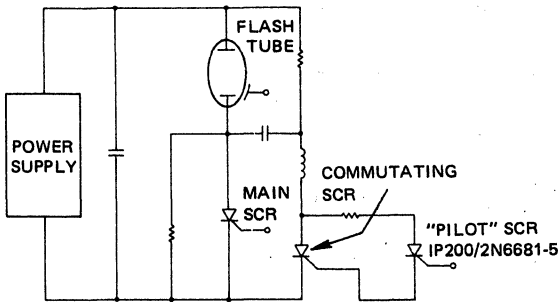 FLASH
TUBE
POWER
SUPPLY
MAIN
SCR
COMMUTATING
SCR
"PILOT" SCR
IP200/2N6681-5